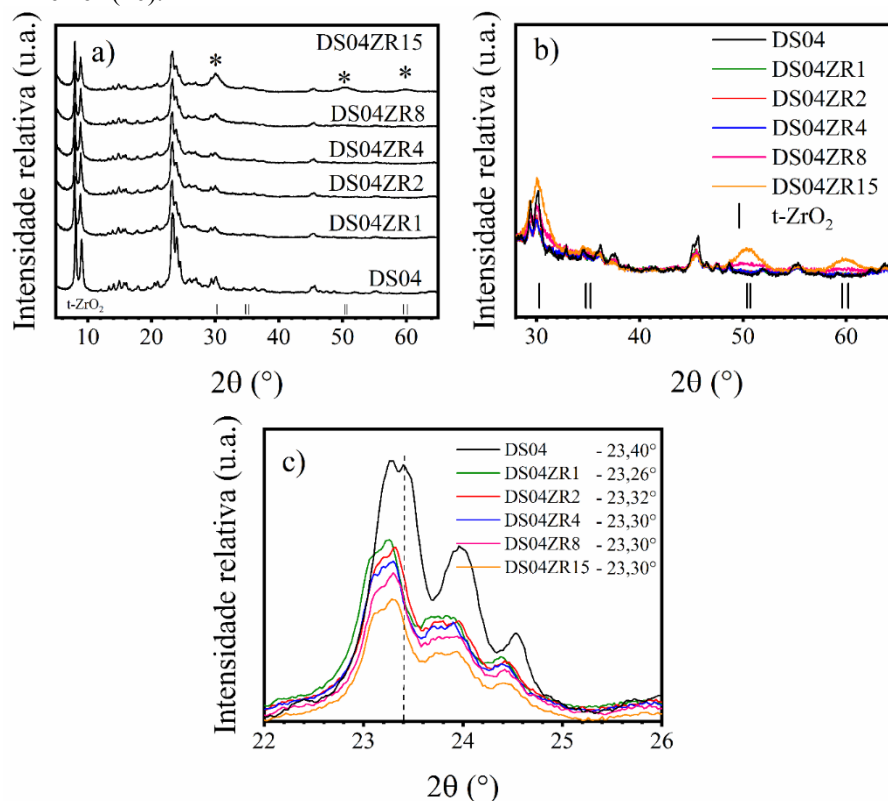 a)
DS04ZR15
*
*
*
DS04ZR8
DS04ZR4
DS04ZR2
DS04ZR1
DS04
t-ZrO₂
10 20 30 40 50 60
2θ (°)
Intensidade relativa (u.a.)
b)
DS04
DS04ZR1
DS04ZR2
DS04ZR4
DS04ZR8
DS04ZR15
t-ZrO₂
30 40 50 60
2θ (°)
Intensidade relativa (u.a.)
c)
DS04 - 23,40°
DS04ZR1 - 23,26°
DS04ZR2 - 23,32°
DS04ZR4 - 23,30°
DS04ZR8 - 23,30°
DS04ZR15 - 23,30°
22 23 24 25 26
2θ (°)
Intensidade relativa (u.a.)